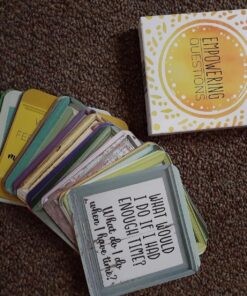 EMPOWERING
QUESTIONS
WHAT WOULD
I DO IF I HAD
ENOUGH TIME?
What do I do
when I have time?